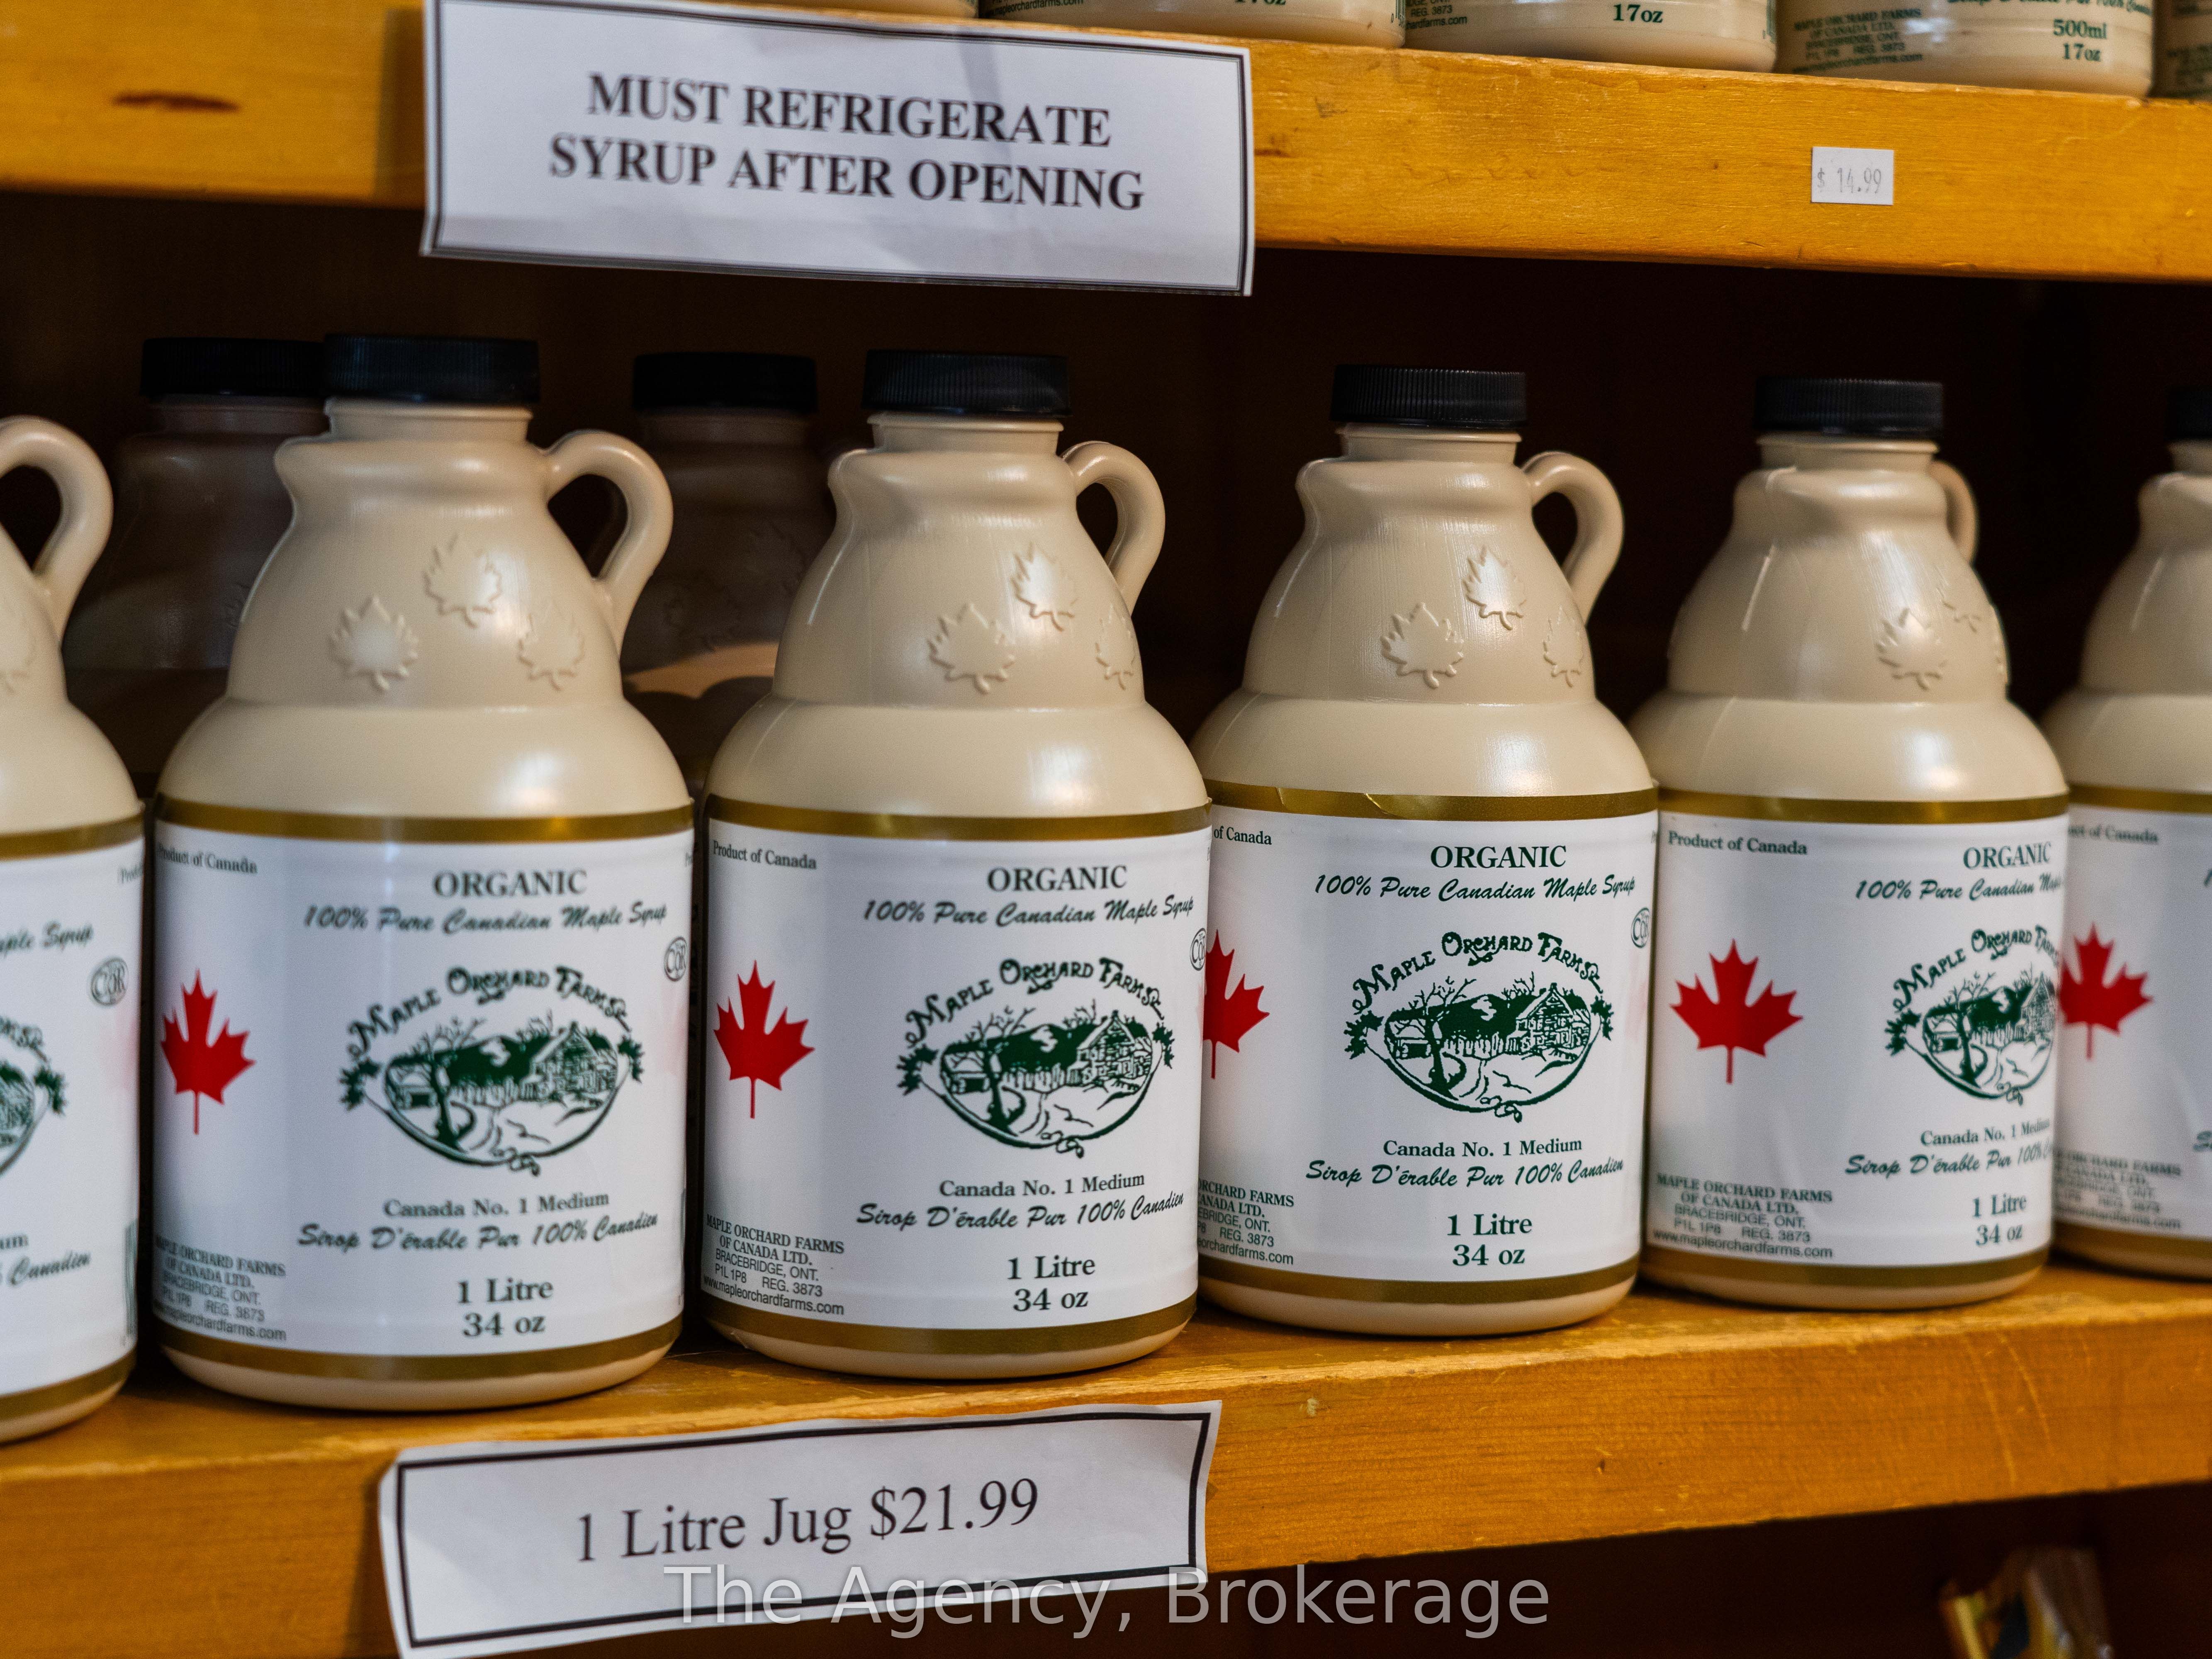 17oz
17oz
500ml
17oz
MUST REFRIGERATE
SYRUP AFTER OPENING
$ 14.99
Syrup
Canadien
Product of Canada
ORGANIC
100% Pure Canadian Maple Syrup
MAPLE ORCHARD FARMS
Canada No. 1 Medium
Sirop D'érable Pur 100% Canadien
1 Litre
34 oz
MAPLE ORCHARD FARMS
OF CANADA LTD.
BRACEBRIDGE, ONT.
P1L 1P8 REG. 3873
www.mapleorchardfarms.com
Product of Canada
ORGANIC
100% Pure Canadian Maple Syrup
MAPLE ORCHARD FARMS
Canada No. 1 Medium
Sirop D'érable Pur 100% Canadien
1 Litre
34 oz
MAPLE ORCHARD FARMS
OF CANADA LTD.
BRACEBRIDGE, ONT.
P1L 1P8 REG. 3873
www.mapleorchardfarms.com
of Canada
ORGANIC
100% Pure Canadian Maple Syrup
COR
MAPLE ORCHARD FARMS
Canada No. 1 Medium
Sirop D'érable Pur 100% Canadien
1 Litre
34 oz
FARMS
LTD.
ONT.
REG. 3873
Product of Canada
ORGANIC
100% Pure Canadian
MAPLE ORCHARD FARMS
Canada No. 1 Medium
Sirop D'érable Pur 100%
1 Litre
34 oz
MAPLE ORCHARD FARMS
OF CANADA LTD.
BRACEBRIDGE, ONT.
P1L 1P8 REG. 3873
www.mapleorchardfarms.com
of Canada
1 Litre Jug $21.99
The Agency, Brokerage